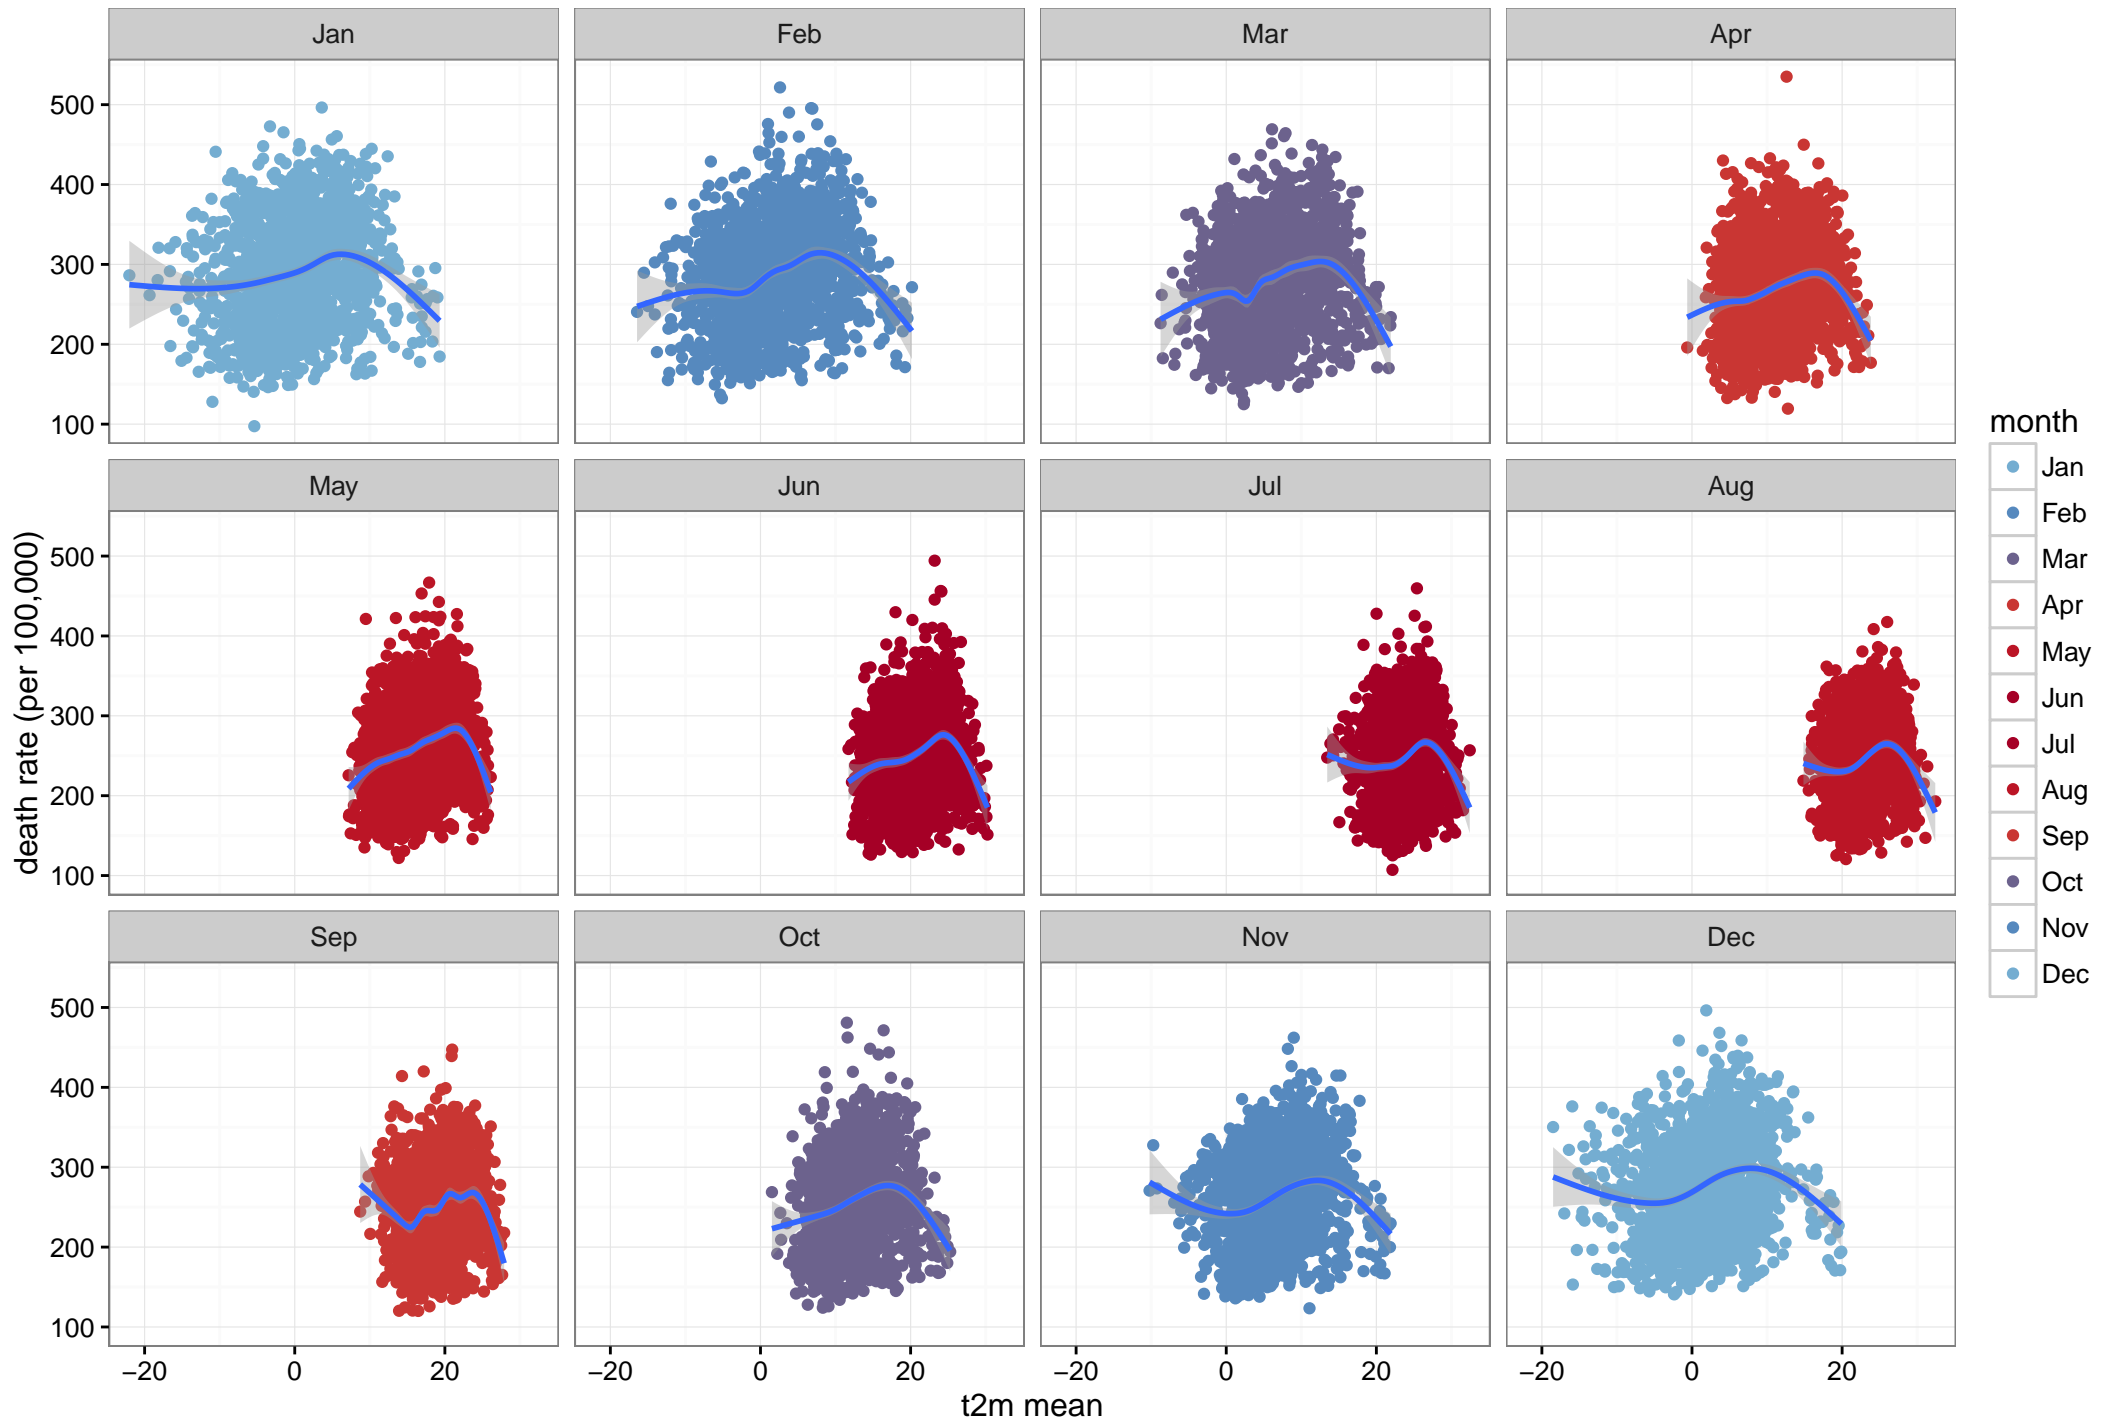 Jan Feb Mar Apr
500
400
300
200
100
May Jun Jul Aug
500
400
300
200
100
Sep Oct Nov Dec
500
400
300
200
100
−20 0 20 −20 0 20 −20 0 20 −20 0 20
t2m mean
death rate (per 100,000)
month
Jan
Feb
Mar
Apr
May
Jun
Jul
Aug
Sep
Oct
Nov
Dec